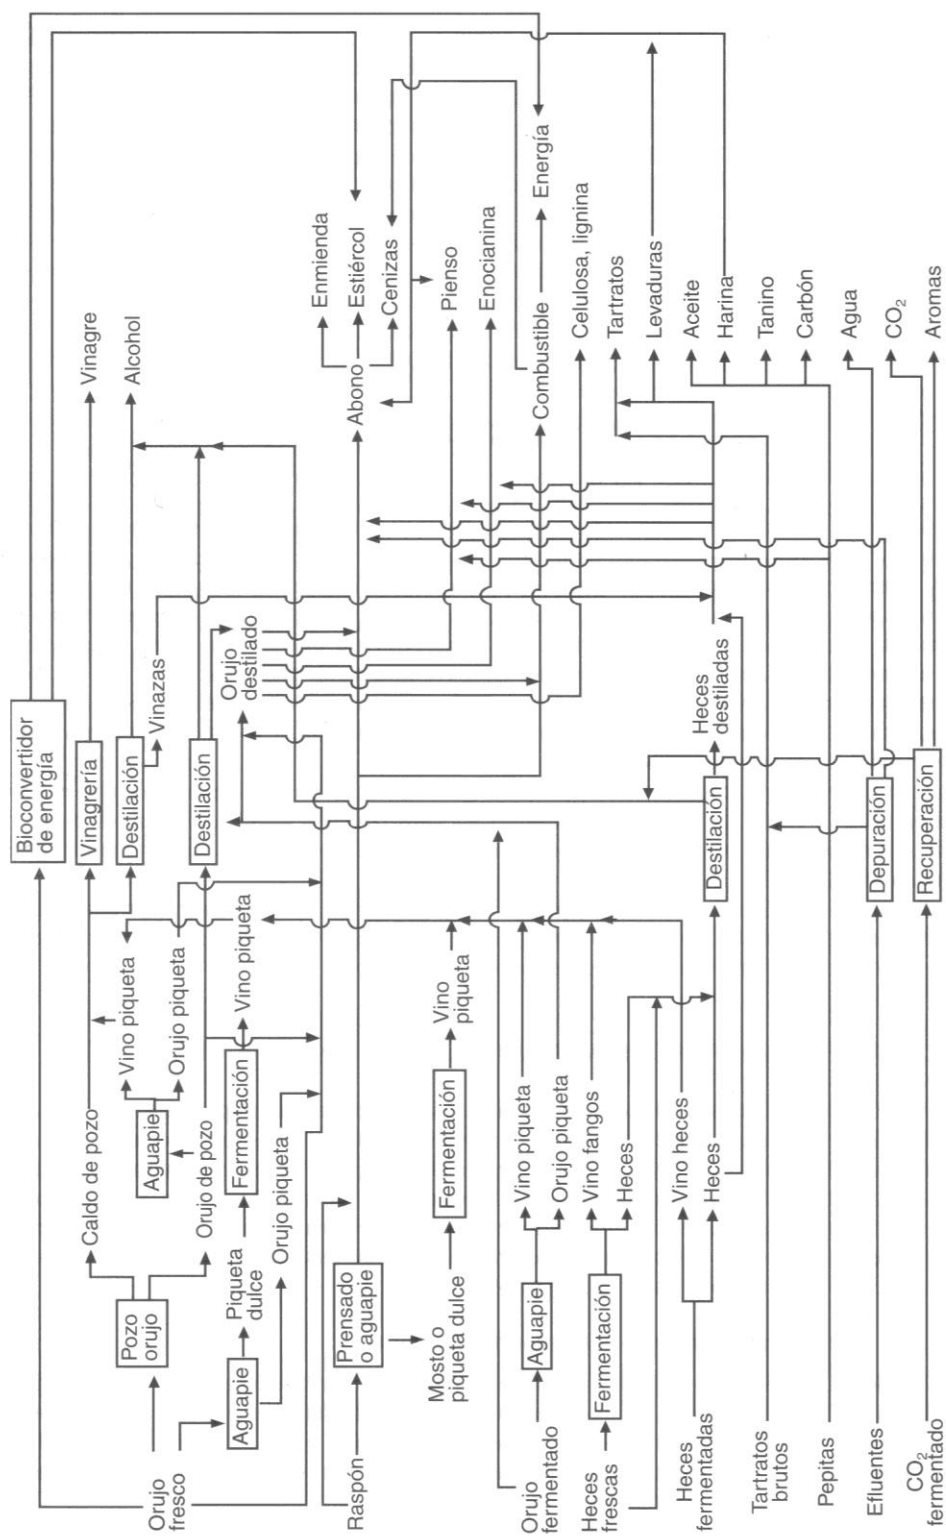 Orujo
fresco
Pozo
orujo
Caldo de pozo
Orujo de pozo
Aguapie
Vino piqueta
Orujo piqueta
Bioconvertidor
de energía
Vinagrería
Destilación
Vinazas
Vinagre
Alcohol
Aguapie
Piqueta
dulce
Fermentación
Vino piqueta
Orujo piqueta
Destilación
Orujo
destilado
Raspón
Prensado
o aguapie
Mosto o
piqueta dulce
Fermentación
Vino
piqueta
Abono
Enmienda
Estiércol
Cenizas
Pienso
Enocianina
Combustible
Energía
Celulosa, lignina
Orujo
fermentado
Aguapie
Vino piqueta
Orujo piqueta
Heces
frescas
Fermentación
Vino fangos
Heces
Heces
fermentadas
Vino heces
Heces
Destilación
Heces
destiladas
Tartratos
Levaduras
Tartratos
brutos
Pepitas
Aceite
Harina
Tanino
Carbón
Efluentes
Depuración
Agua
CO2
fermentado
Recuperación
CO2
Aromas